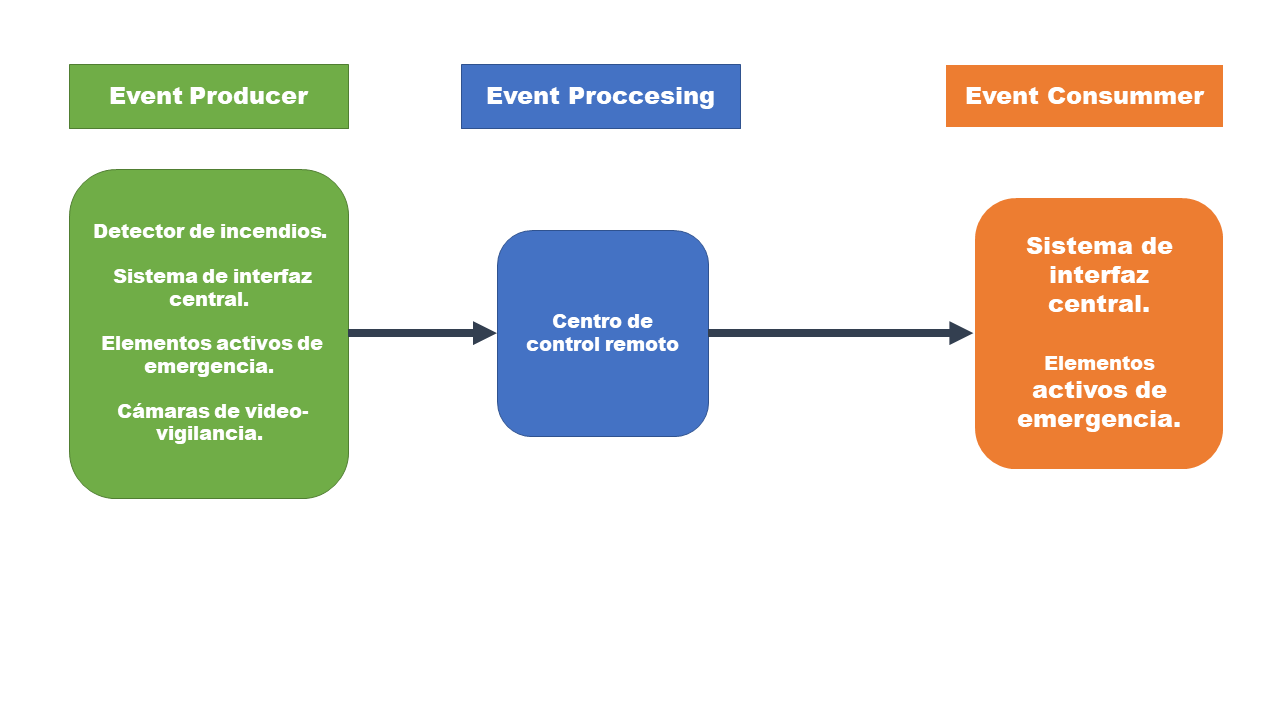 Event Producer
Event Proccesing
Event Consummer
Detector de incendios.
Sistema de interfaz
central.
Elementos activos de
emergencia.
Cámaras de video-
vigilancia.
Centro de
control remoto
Sistema de
interfaz
central.
Elementos
activos de
emergencia.